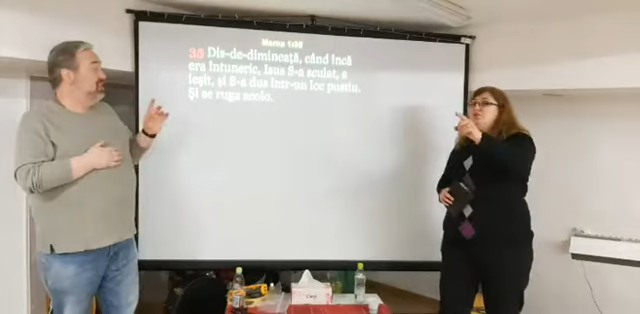 Marcu 1:35
35 Dis-de-dimineață, când încă
era întuneric, Isus S-a sculat, a
ieșit, și S-a dus într-un loc pustiu.
Și se ruga acolo.